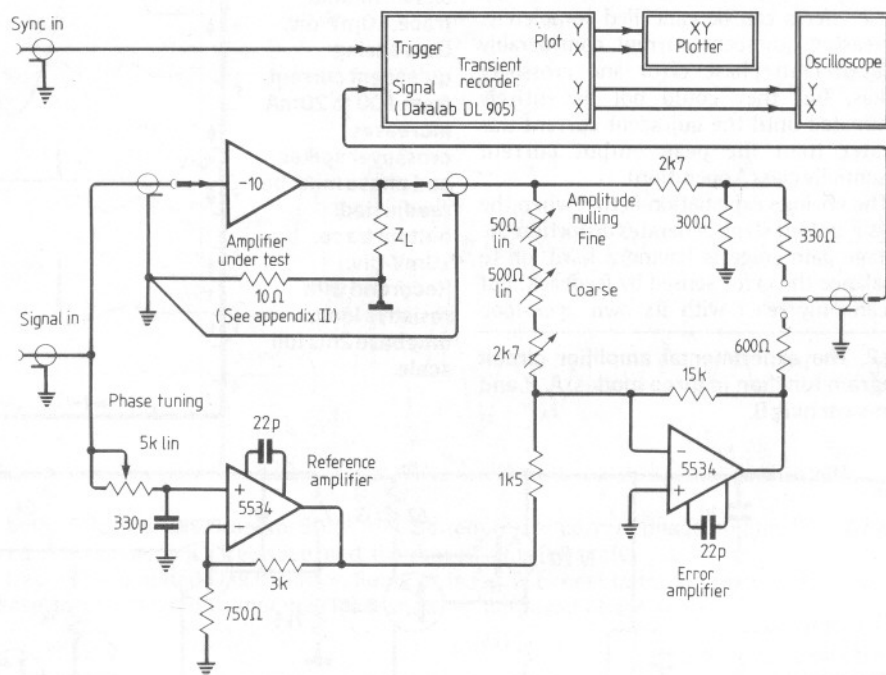 Sync in
Trigger
Plot
Y
X
Transient
recorder
Signal
(Datalab DL 905)
Y
X
XY
Plotter
Oscilloscope
Y
X
-10
Amplifier
under test
10Ω
(See appendix II)
ZL
2k7
300Ω
330Ω
50Ω
lin
Amplitude
nulling
Fine
500Ω
lin
Coarse
2k7
600Ω
15k
Signal in
Phase tuning
5k lin
22p
Reference
amplifier
+
5534
-
330p
3k
750Ω
1k5
-
5534
+
22p
Error
amplifier